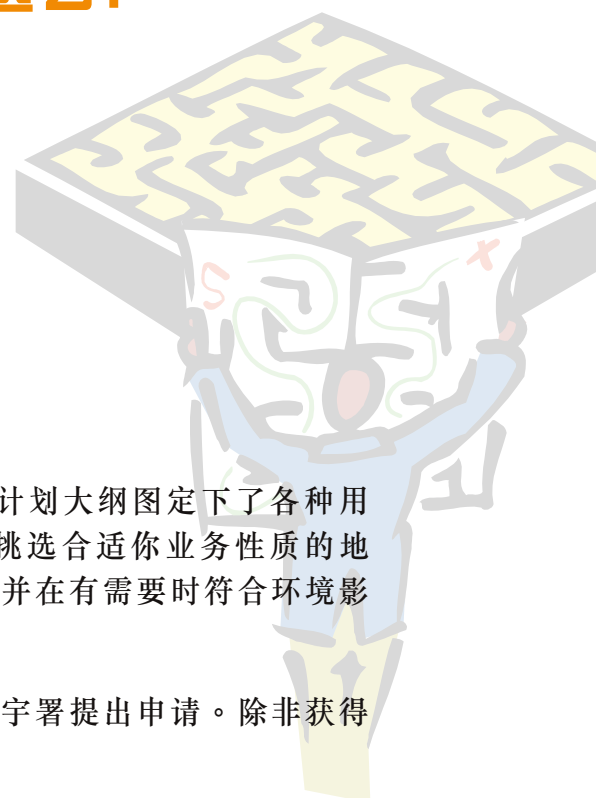 计划大纲图定下了各种用
挑选合适你业务性质的地
并在有需要时符合环境影
宇署提出申请。除非获得